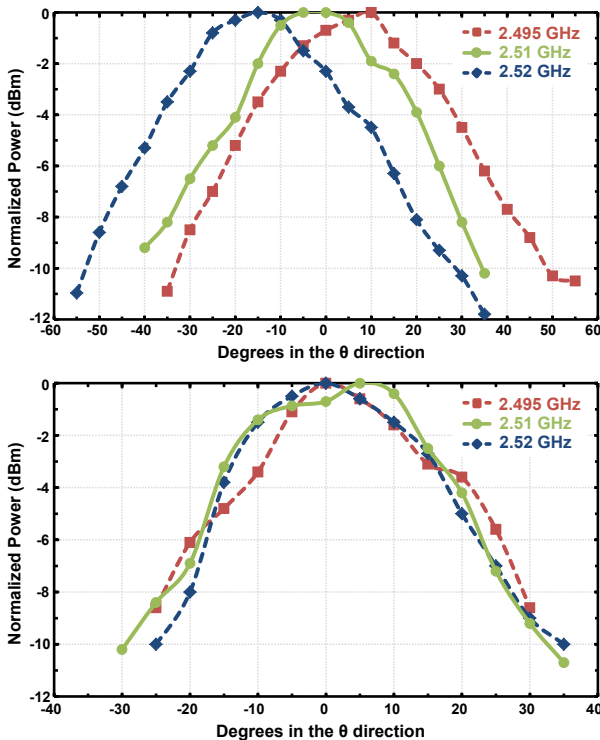 Normalized Power (dBm)
0
-2
-4
-6
-8
-10
-12
2.495 GHz
2.51 GHz
2.52 GHz
-60 -50 -40 -30 -20 -10 0 10 20 30 40 50 60
Degrees in the θ direction
Normalized Power (dBm)
0
-2
-4
-6
-8
-10
-12
2.495 GHz
2.51 GHz
2.52 GHz
-40 -30 -20 -10 0 10 20 30 40
Degrees in the θ direction